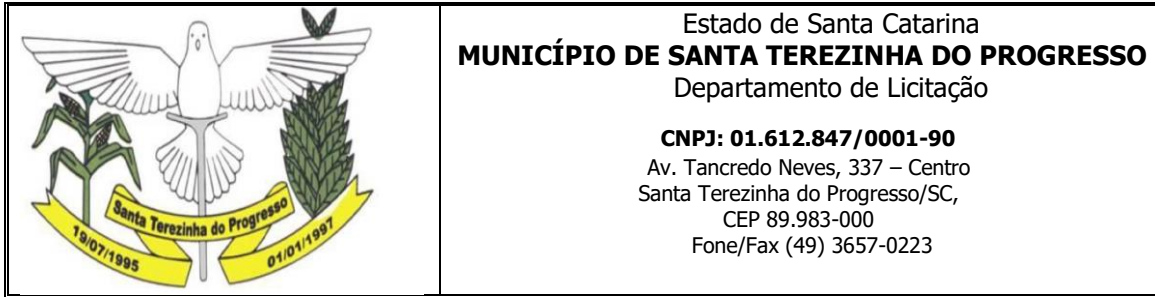 Santa Terezinha do Progresso
19/07/1995
01/01/1997
Estado de Santa Catarina
MUNICÍPIO DE SANTA TEREZINHA DO PROGRESSO
Departamento de Licitação
CNPJ: 01.612.847/0001-90
Av. Tancredo Neves, 337 – Centro
Santa Terezinha do Progresso/SC,
CEP 89.983-000
Fone/Fax (49) 3657-0223